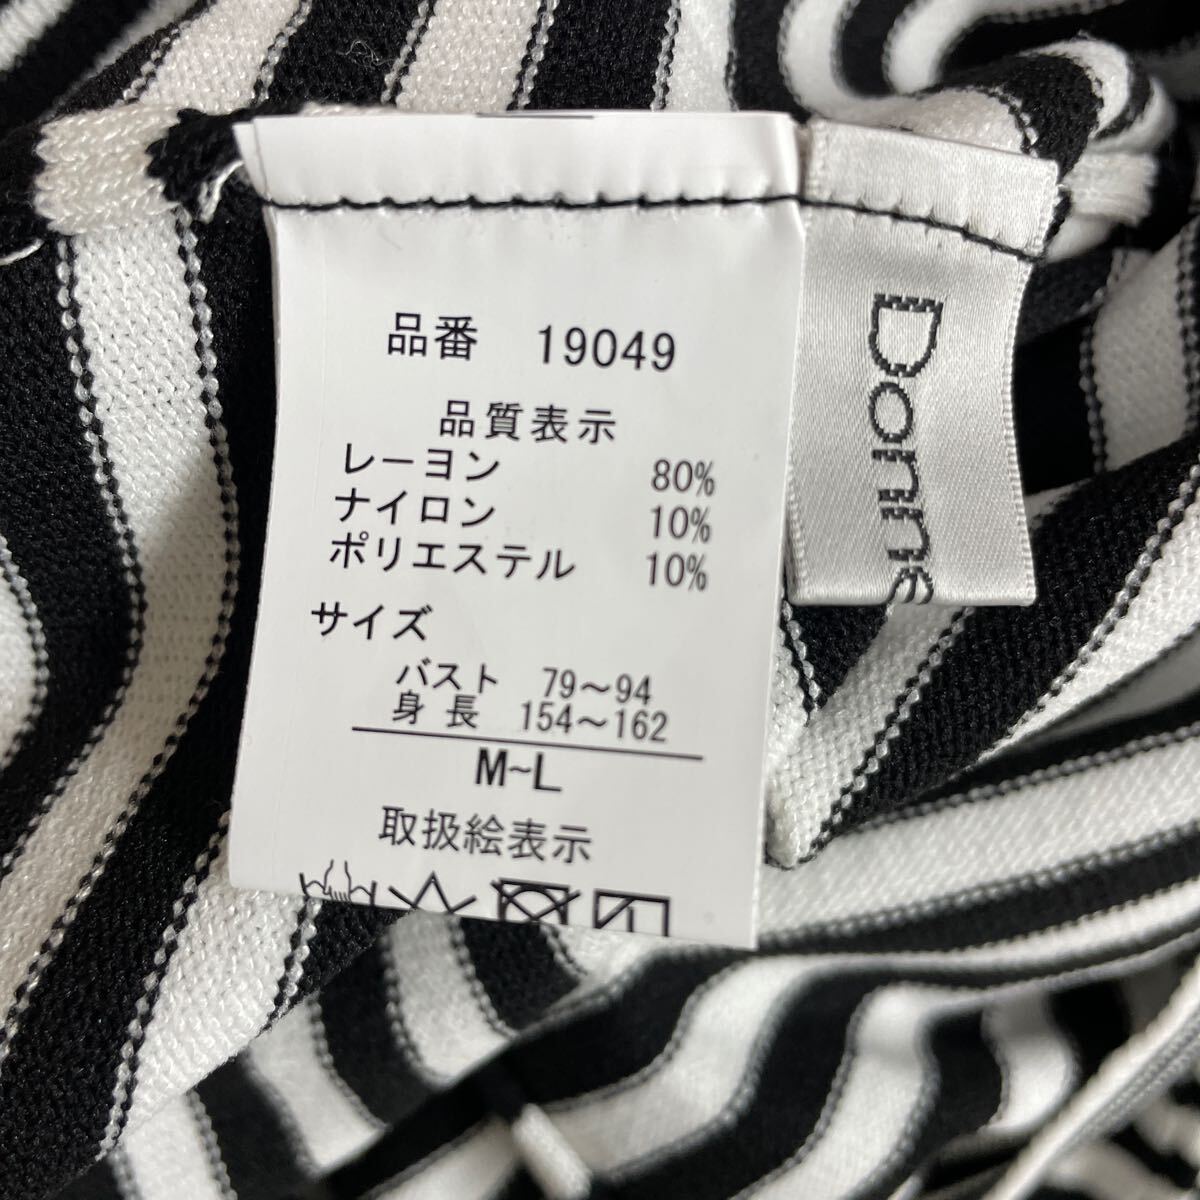 品番 19049
品質表示
レーヨン 80%
ナイロン 10%
ポリエステル 10%
サイズ
バスト 79～94
身長 154～162
M~L
取扱絵表示